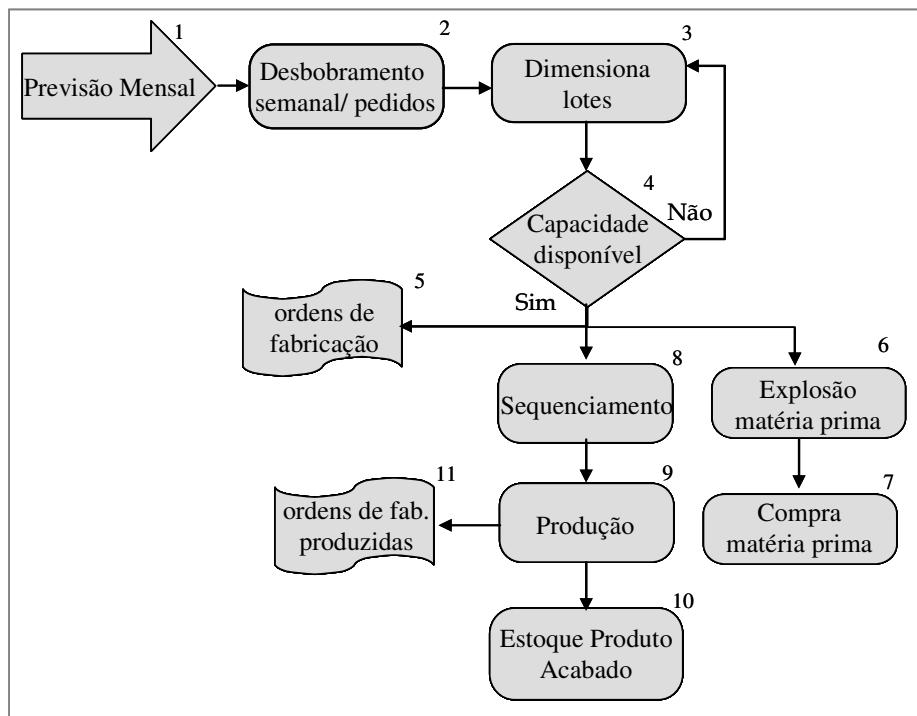 1
Previsão Mensal
2
Desbobramento
semanal/ pedidos
3
Dimensiona
lotes
4
Capacidade
disponível
Não
Sim
5
ordens de
fabricação
6
Explosão
matéria prima
7
Compra
matéria prima
8
Sequenciamento
9
Produção
11
ordens de fab.
produzidas
10
Estoque Produto
Acabado